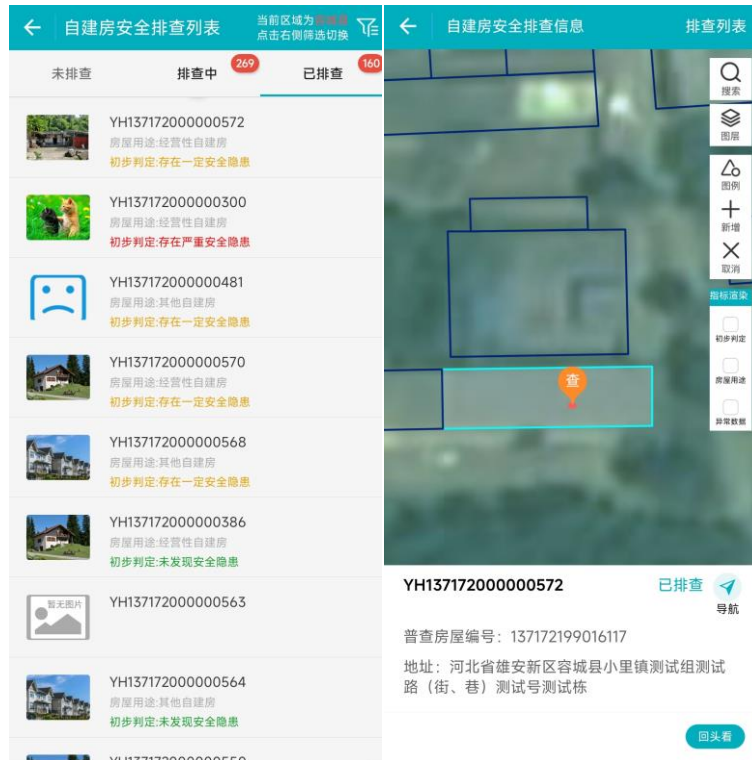 自建房安全排查列表
当前区域为
点击右侧筛选切换
未排查
排查中
269
已排查
160
YH137172000000572
房屋用途:经营性自建房
初步判定:存在一定安全隐患
YH137172000000300
房屋用途:经营性自建房
初步判定:存在严重安全隐患
YH137172000000481
房屋用途:其他自建房
初步判定:存在一定安全隐患
YH137172000000570
房屋用途:经营性自建房
初步判定:存在一定安全隐患
YH137172000000568
房屋用途:其他自建房
初步判定:存在一定安全隐患
YH137172000000386
房屋用途:经营性自建房
初步判定:未发现安全隐患
暂无图片
YH137172000000563
YH137172000000564
房屋用途:其他自建房
初步判定:未发现安全隐患
自建房安全排查信息
排查列表
搜索
图层
图例
新增
取消
指标渲染
初步判定
房屋用途
异常数据
查
YH137172000000572
已排查
导航
普查房屋编号：137172199016117
地址：河北省雄安新区容城县小里镇测试组测试
路（街、巷）测试号测试栋
回头看